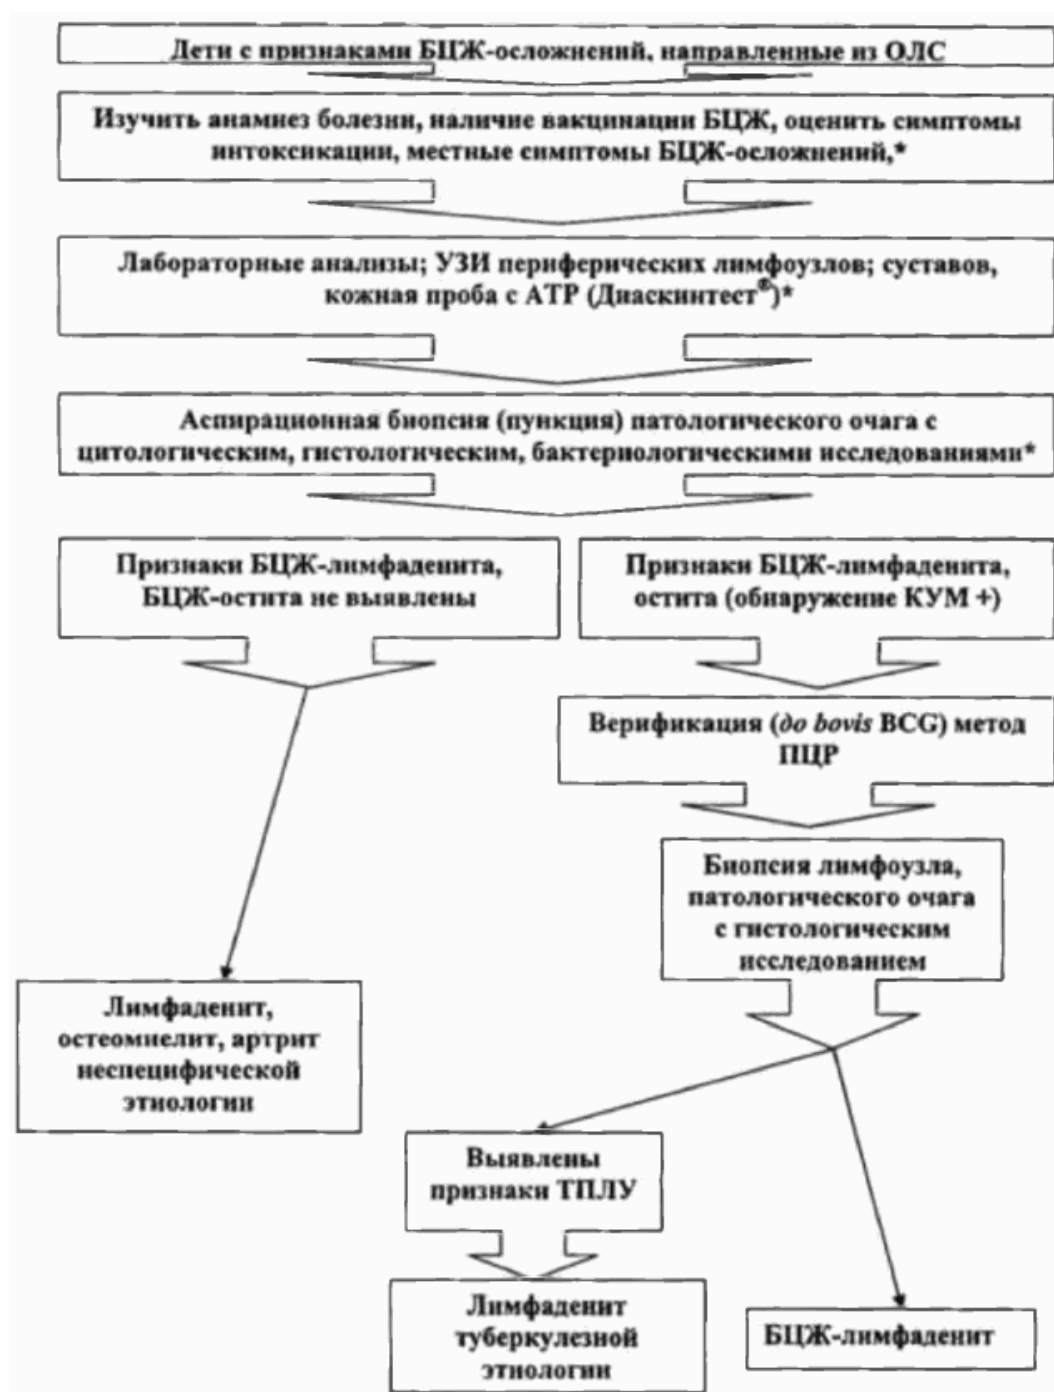 Дети с признаками БЦЖ-осложнений, направленные из ОЛС
Изучить анамнез болезни, наличие вакцинации БЦЖ, оценить симптомы
интоксикации, местные симптомы БЦЖ-осложнений,*
Лабораторные анализы; УЗИ периферических лимфоузлов; суставов,
кожная проба с АТР (Диаскинтест®)*
Аспирационная биопсия (пункция) патологического очага с
цитологическим, гистологическим, бактериологическими исследованиями*
Признаки БЦЖ-лимфаденита,
БЦЖ-остита не выявлены
Признаки БЦЖ-лимфаденита,
остита (обнаружение КУМ +)
Верификация (до bovis BCG) метод
ПЦР
Биопсия лимфоузла,
патологического очага
с гистологическим
исследованием
Лимфаденит,
остеомиелит, артрит
неспецифической
этиологии
Выявлены
признаки ТПЛУ
Лимфаденит
туберкулезной
этиологии
БЦЖ-лимфаденит